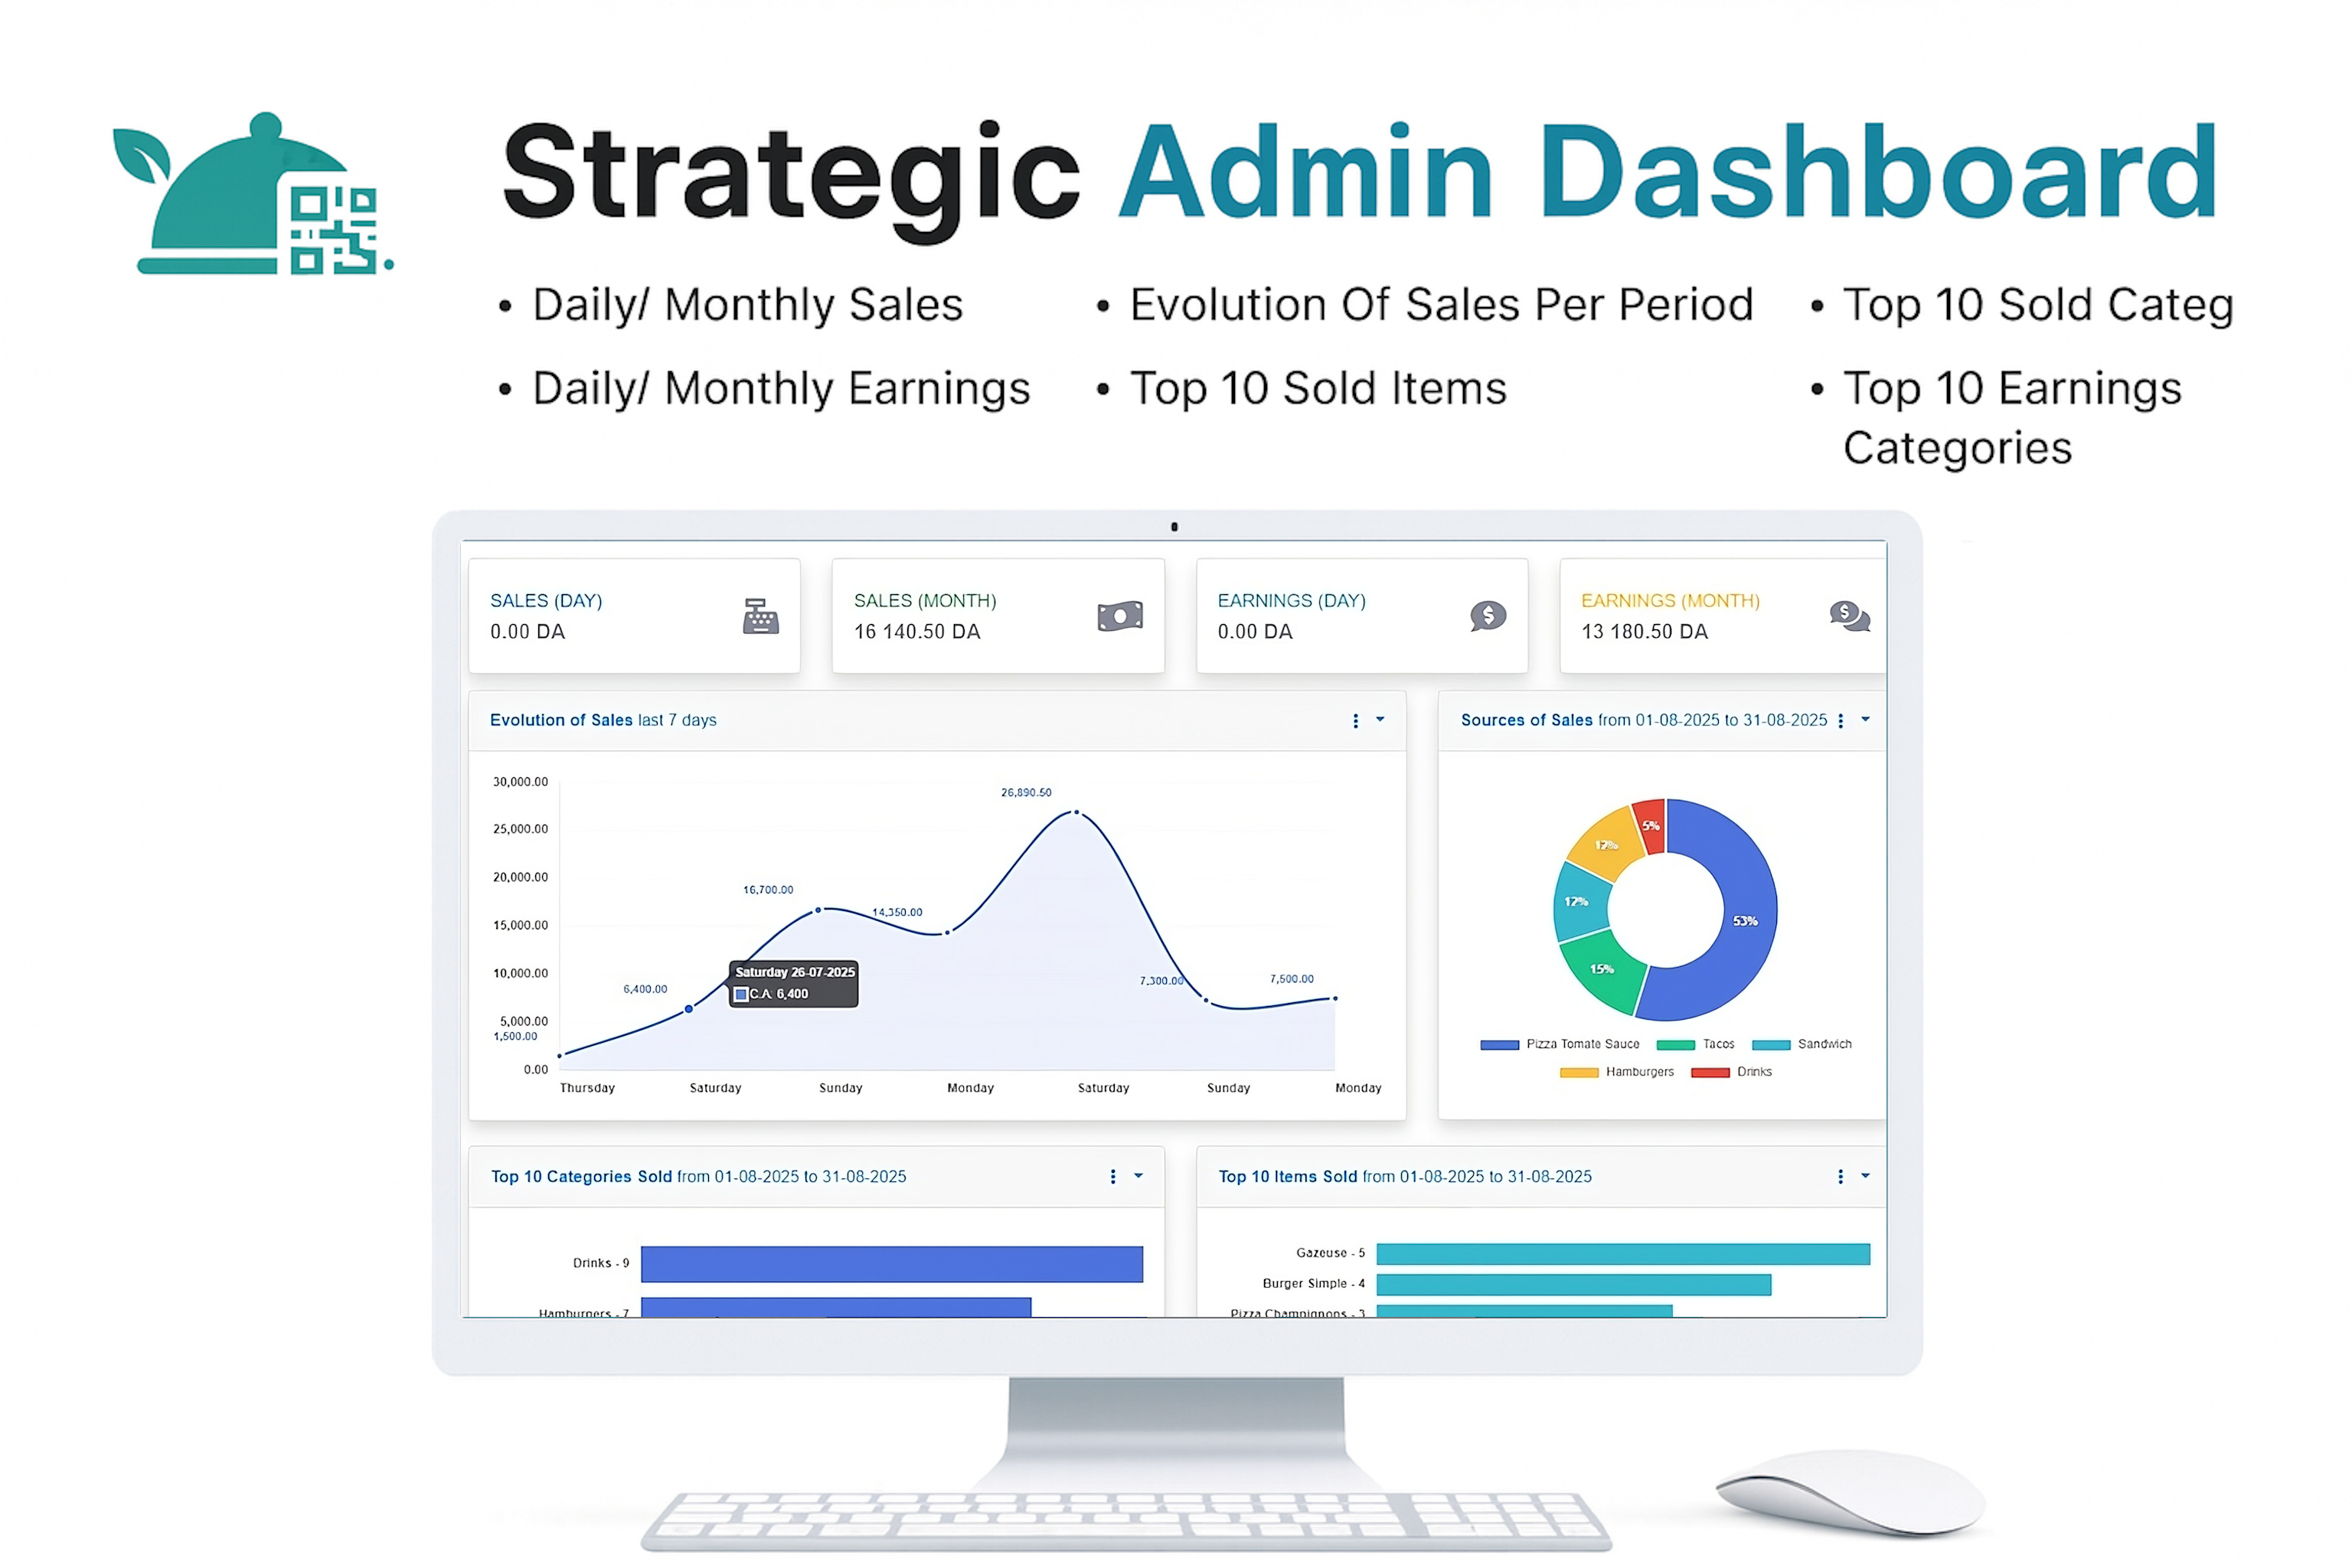 Strategic Admin Dashboard
• Daily/ Monthly Sales
• Daily/ Monthly Earnings
• Evolution Of Sales Per Period
• Top 10 Sold Items
• Top 10 Sold Categ
• Top 10 Earnings
Categories
SALES (DAY)
0.00 DA
SALES (MONTH)
16 140.50 DA
EARNINGS (DAY)
0.00 DA
EARNINGS (MONTH)
13 180.50 DA
Evolution of Sales last 7 days
30,000.00
25,000.00
20,000.00
15,000.00
10,000.00
5,000.00
0.00
1,500.00
6,400.00
16,700.00
14,350.00
26,890.50
7,300.00
7,500.00
Saturday 26-07-2025
C.A: 6,400
Thursday
Saturday
Sunday
Monday
Saturday
Sunday
Monday
Sources of Sales from 01-08-2025 to 31-08-2025
53%
15%
12%
12%
5%
Pizza Tomate Sauce
Tacos
Sandwich
Hamburgers
Drinks
Top 10 Categories Sold from 01-08-2025 to 31-08-2025
Drinks - 9
Hamburgers - 7
Top 10 Items Sold from 01-08-2025 to 31-08-2025
Gazeuse - 5
Burger Simple - 4
Pizza Champignons - 3